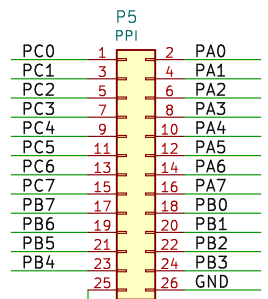 P5
PPI
PC0 1 2 PA0
PC1 3 4 PA1
PC2 5 6 PA2
PC3 7 8 PA3
PC4 9 10 PA4
PC5 11 12 PA5
PC6 13 14 PA6
PC7 15 16 PA7
PB7 17 18 PB0
PB6 19 20 PB1
PB5 21 22 PB2
PB4 23 24 PB3
25 26 GND